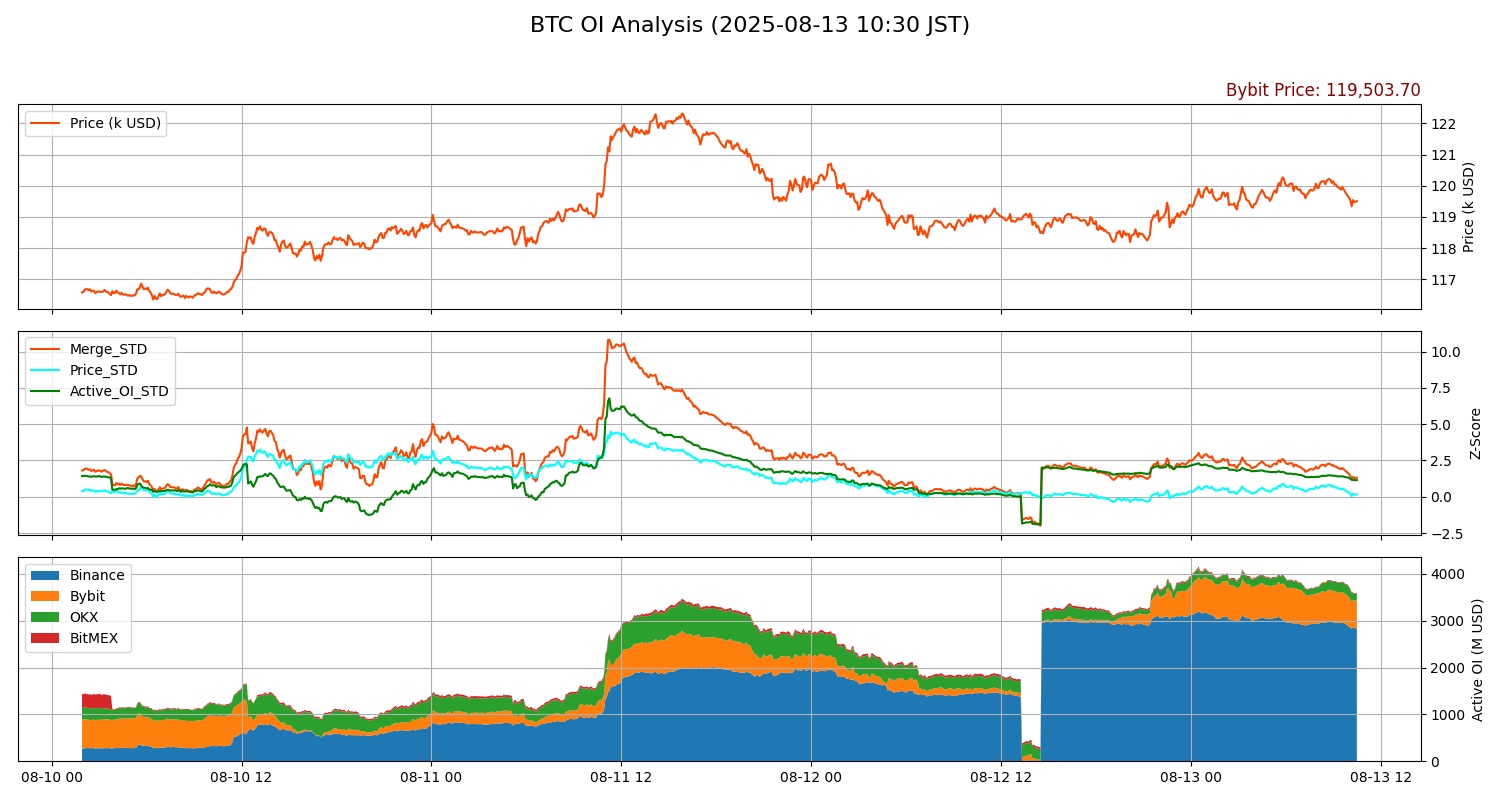 BTC OI Analysis (2025-08-13 10:30 JST)
Bybit Price: 119,503.70
Price (k USD)
122
121
120
119
118
117
Price (k USD)
Merge_STD
Price_STD
Active_OI_STD
10.0
7.5
5.0
2.5
0.0
−2.5
Z-Score
Binance
Bybit
OKX
BitMEX
4000
3000
2000
1000
0
Active OI (M USD)
08-10 00
08-10 12
08-11 00
08-11 12
08-12 00
08-12 12
08-13 00
08-13 12